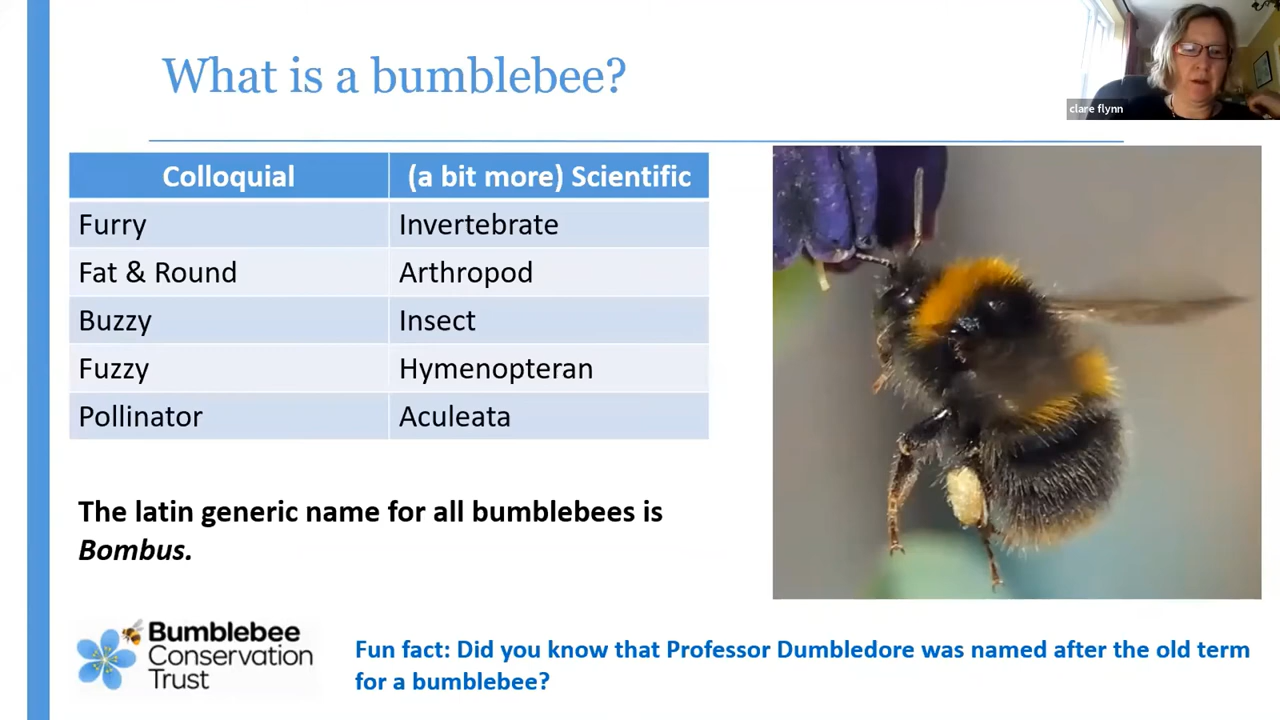 What is a bumblebee?
clare flynn
Colloquial (a bit more) Scientific
Furry Invertebrate
Fat & Round Arthropod
Buzzy Insect
Fuzzy Hymenopteran
Pollinator Aculeata
The latin generic name for all bumblebees is
Bombus.
Bumblebee
Conservation
Trust
Fun fact: Did you know that Professor Dumbledore was named after the old term
for a bumblebee?